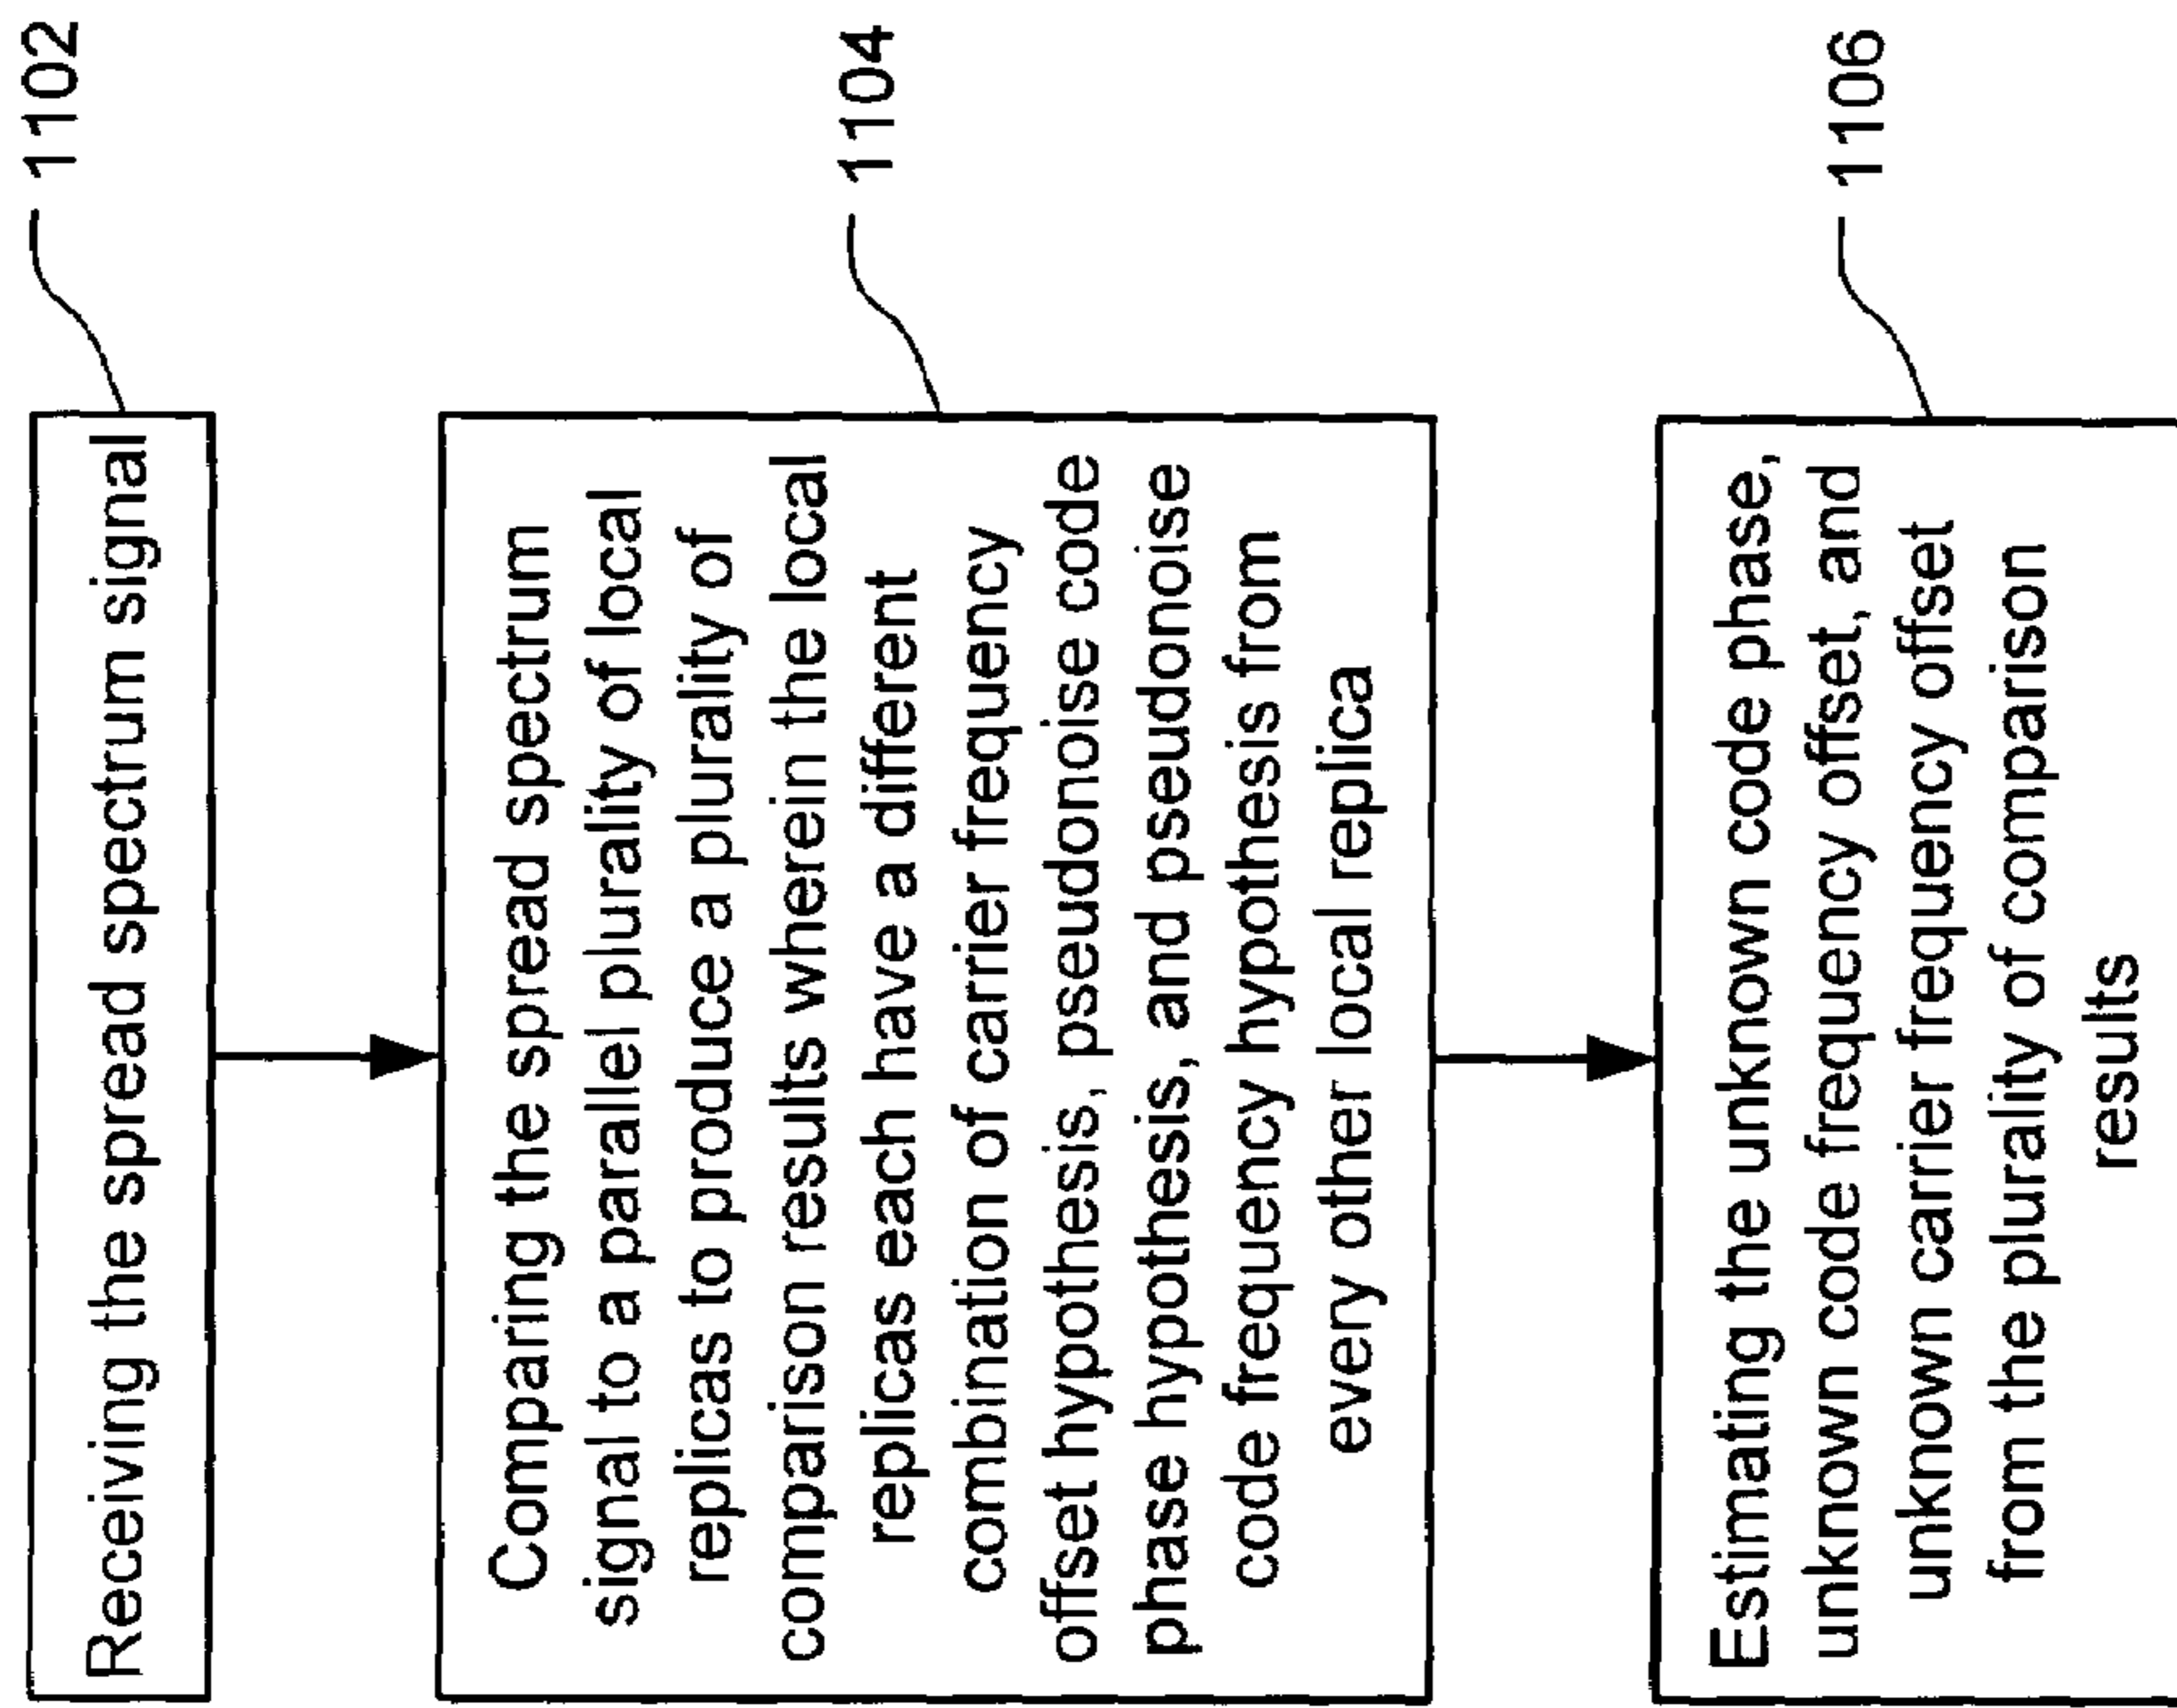 Receiving the spread spectrum signal
1102
Comparing the spread spectrum
signal to a parallel plurality of local
replicas to produce a plurality of
comparison results wherein the local
replicas each have a different
combination of carrier frequency
offset hypothesis, pseudonoise code
phase hypothesis, and pseudonoise
code frequency hypothesis from
every other local replica
1104
Estimating the unknown code phase,
unknown code frequency offset, and
unknown carrier frequency offset
from the plurality of comparison
results
1106